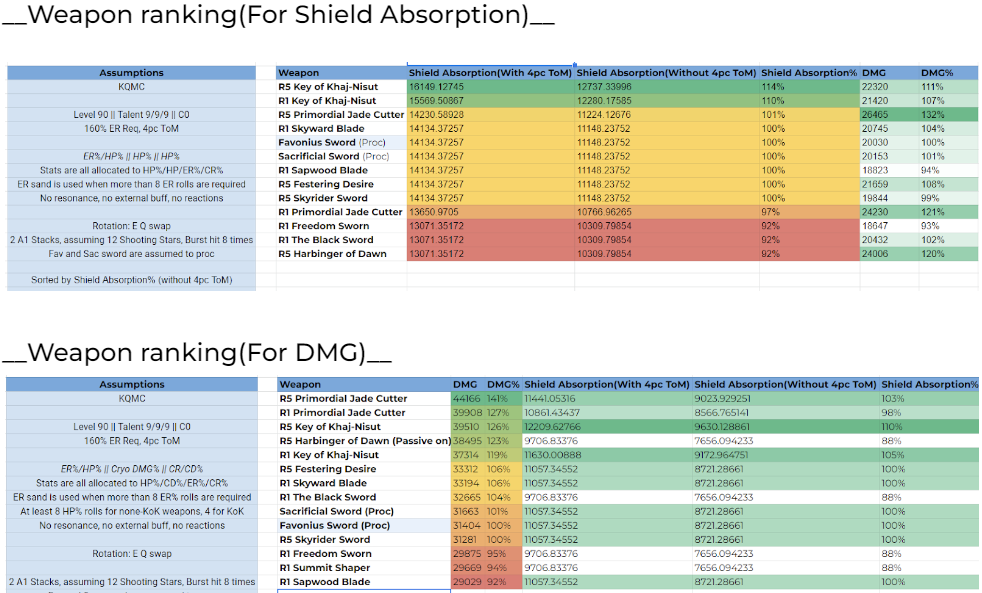 __Weapon ranking(For Shield Absorption)__
Assumptions Weapon Shield Absorption(With 4pc ToM) Shield Absorption(Without 4pc ToM) Shield Absorption% DMG DMG%
KQMC R5 Key of Khaj-Nisut 16149.12745 12737.33996 114% 22320 111%
R1 Key of Khaj-Nisut 15569.50867 12280.17585 110% 21420 107%
Level 90 || Talent 9/9/9 || C0 R5 Primordial Jade Cutter 14230.58928 11224.12676 101% 26465 132%
160% ER Req, 4pc ToM R1 Skyward Blade 14134.37257 11148.23752 100% 20745 104%
Favonius Sword (Proc) 14134.37257 11148.23752 100% 20030 100%
ER%/HP% || HP% || HP% Sacrificial Sword (Proc) 14134.37257 11148.23752 100% 20153 101%
Stats are all allocated to HP%/HP/ER%/CR% R1 Sapwood Blade 14134.37257 11148.23752 100% 18823 94%
ER sand is used when more than 8 ER rolls are required R5 Festering Desire 14134.37257 11148.23752 100% 21659 108%
No resonance, no external buff, no reactions R5 Skyrider Sword 14134.37257 11148.23752 100% 19844 99%
R1 Primordial Jade Cutter 13650.9705 10766.96265 97% 24230 121%
Rotation: E Q swap R1 Freedom Sworn 13071.35172 10309.79854 92% 18647 93%
2 A1 Stacks, assuming 12 Shooting Stars, Burst hit 8 times R1 The Black Sword 13071.35172 10309.79854 92% 20432 102%
Fav and Sac sword are assumed to proc R5 Harbinger of Dawn 13071.35172 10309.79854 92% 24006 120%
Sorted by Shield Absorption% (without 4pc ToM)
__Weapon ranking(For DMG)__
Assumptions Weapon DMG DMG% Shield Absorption(With 4pc ToM) Shield Absorption(Without 4pc ToM) Shield Absorption%
KQMC R5 Primordial Jade Cutter 44166 141% 11441.05316 9023.929251 103%
R1 Primordial Jade Cutter 39908 127% 10861.43437 8566.765141 98%
Level 90 || Talent 9/9/9 || C0 R5 Key of Khaj-Nisut 39510 126% 12209.62766 9630.128861 110%
160% ER Req, 4pc ToM R5 Harbinger of Dawn (Passive on) 38495 123% 9706.83376 7656.094233 88%
R1 Key of Khaj-Nisut 37314 119% 11630.00888 9172.964751 105%
ER%/HP% || Cryo DMG% || CR/CD% R5 Festering Desire 33312 106% 11057.34552 8721.28661 100%
Stats are all allocated to HP%/CD%/ER%/CR% R1 Skyward Blade 33194 106% 11057.34552 8721.28661 100%
ER sand is used when more than 8 ER% rolls are required R1 The Black Sword 32665 104% 9706.83376 7656.094233 88%
At least 8 HP% rolls for none-KoK weapons, 4 for KoK Sacrificial Sword (Proc) 31663 101% 11057.34552 8721.28661 100%
No resonance, no external buff, no reactions Favonius Sword (Proc) 31404 100% 11057.34552 8721.28661 100%
R5 Skyrider Sword 31281 100% 11057.34552 8721.28661 100%
Rotation: E Q swap R1 Freedom Sworn 29875 95% 9706.83376 7656.094233 88%
R1 Summit Shaper 29669 94% 9706.83376 7656.094233 88%
2 A1 Stacks, assuming 12 Shooting Stars, Burst hit 8 times R1 Sapwood Blade 29029 92% 11057.34552 8721.28661 100%